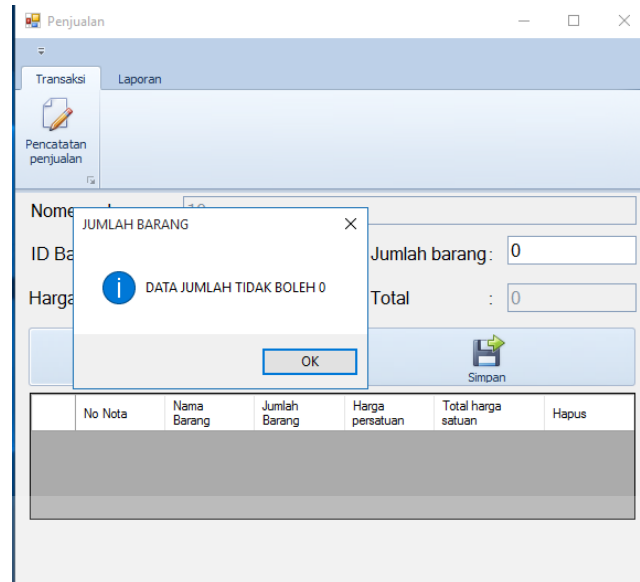 Penjualan
Transaksi Laporan
Pencatatan
penjualan
JUMLAH BARANG
DATA JUMLAH TIDAK BOLEH 0
OK
Jumlah barang: 0
Harga
Total : 0
Simpan
No Nota
Nama
Barang
Jumlah
Barang
Harga
persatuan
Total harga
satuan
Hapus